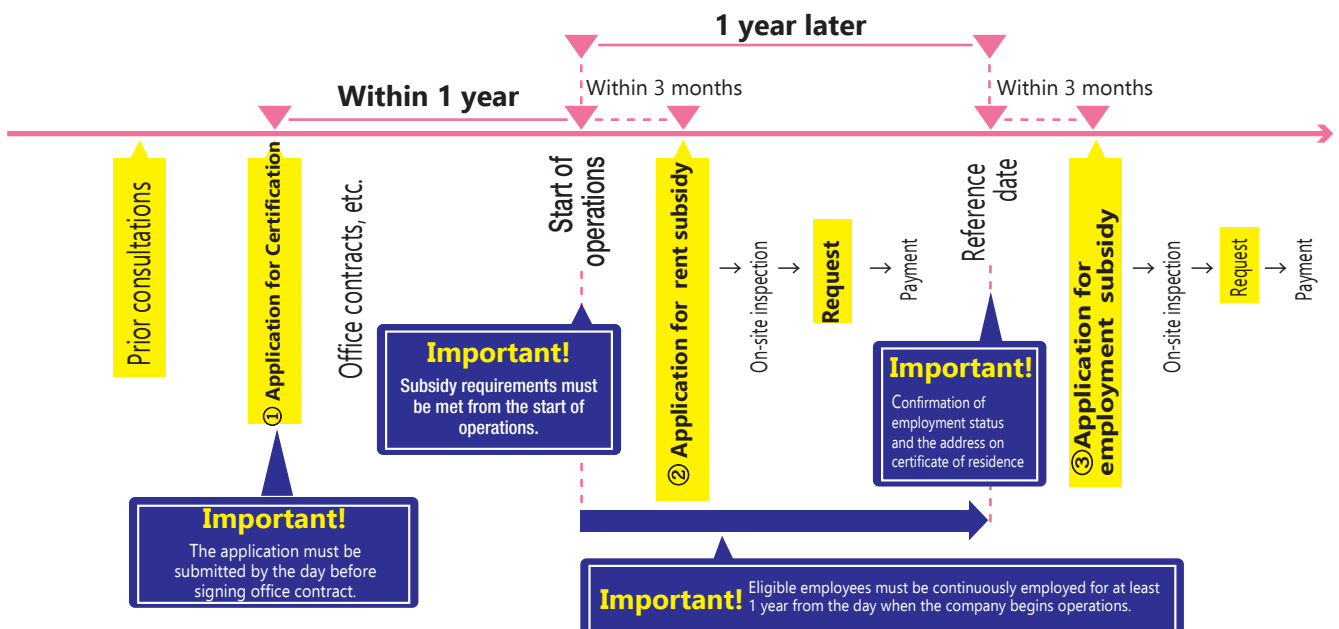 1 year later
Within 1 year
Within 3 months
Within 3 months
Prior consultations
① Application for Certification
Office contracts, etc.
Start of
operations
② Application for rent subsidy
→
On-site inspection
→
Request
→
Payment
Reference
date
③Application for
employment subsidy
→
On-site inspection
→
Request
→
Payment
Important!
Subsidy requirements must
be met from the start of
operations.
Important!
Confirmation of
employment status
and the address on
certificate of residence
Important!
The application must be
submitted by the day before
signing office contract.
Important! Eligible employees must be continuously employed for at least
1 year from the day when the company begins operations.